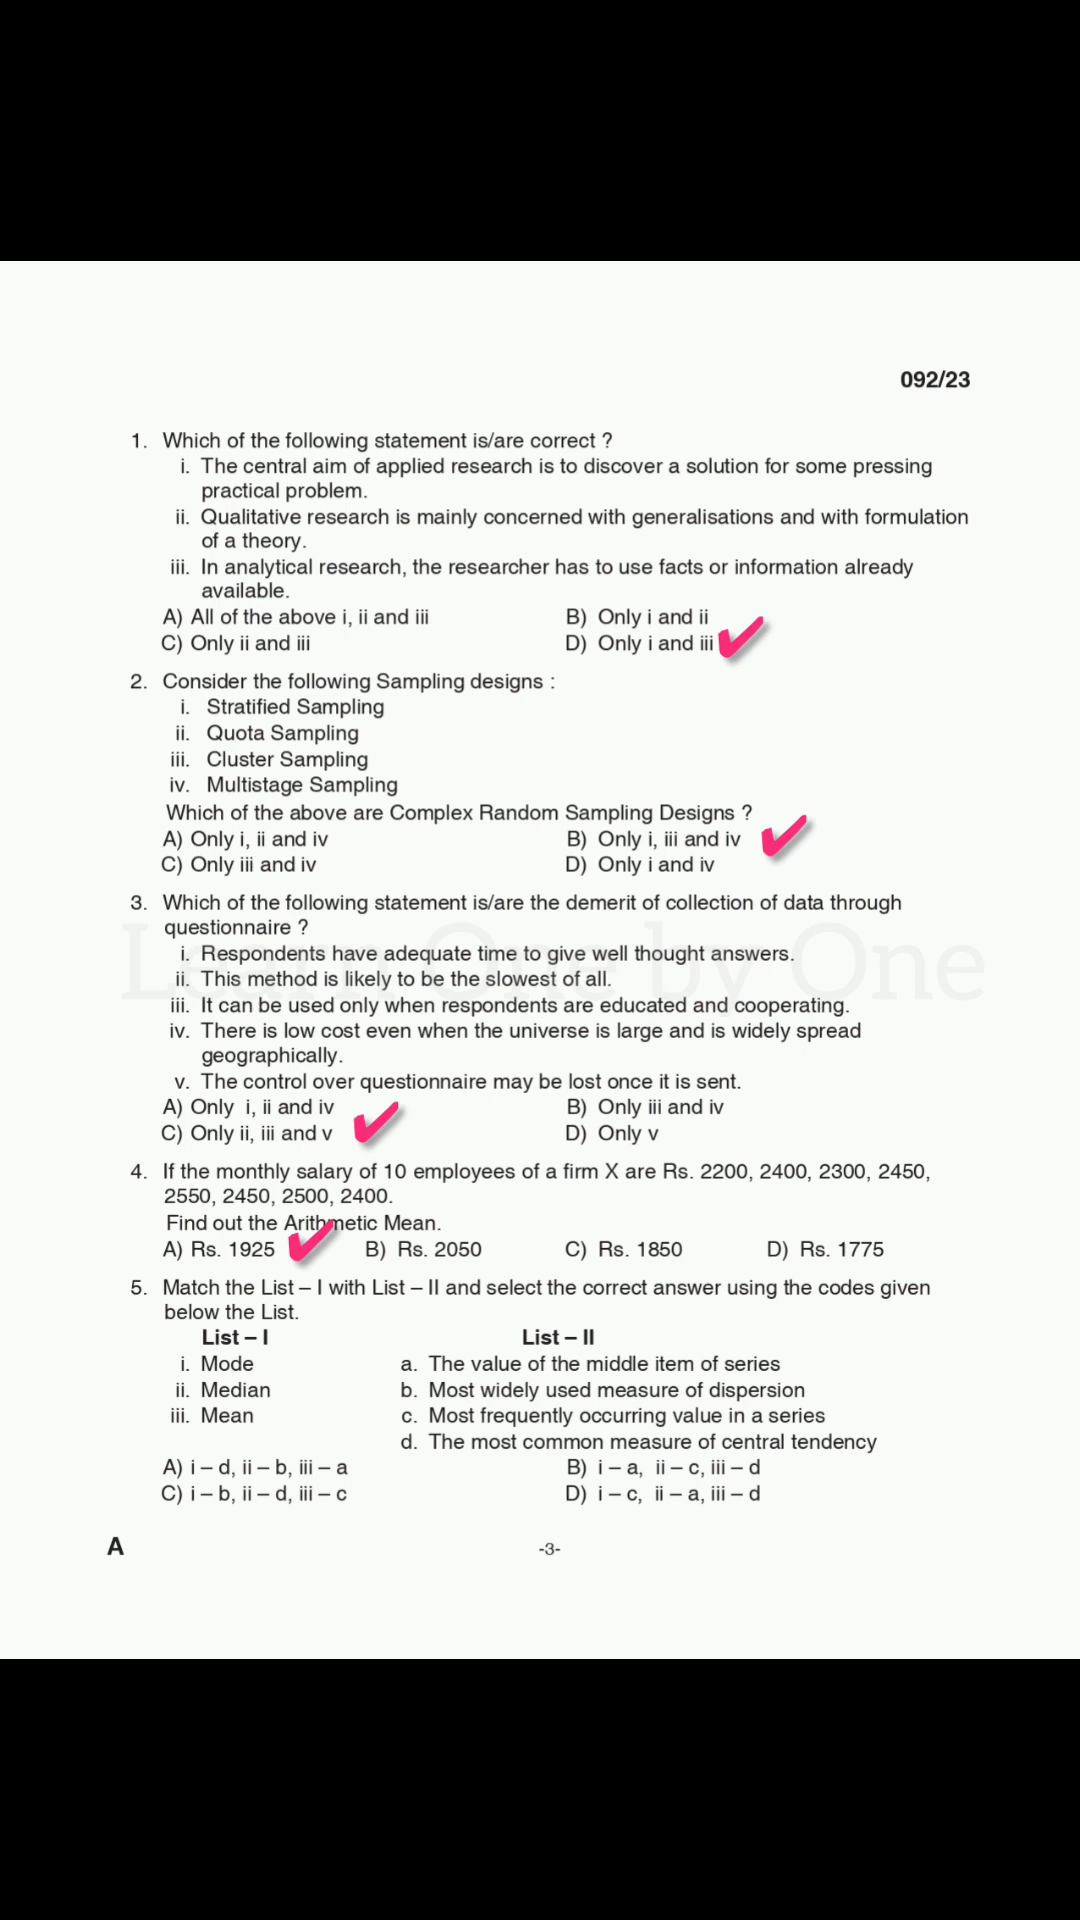 092/23
1. Which of the following statement is/are correct ?
i. The central aim of applied research is to discover a solution for some pressing
practical problem.
ii. Qualitative research is mainly concerned with generalisations and with formulation
of a theory.
iii. In analytical research, the researcher has to use facts or information already
available.
A) All of the above i, ii and iii B) Only i and ii
C) Only ii and iii D) Only i and iii
2. Consider the following Sampling designs :
i. Stratified Sampling
ii. Quota Sampling
iii. Cluster Sampling
iv. Multistage Sampling
Which of the above are Complex Random Sampling Designs ?
A) Only i, ii and iv B) Only i, iii and iv
C) Only iii and iv D) Only i and iv
3. Which of the following statement is/are the demerit of collection of data through
questionnaire ?
Learn One by One
i. Respondents have adequate time to give well thought answers.
ii. This method is likely to be the slowest of all.
iii. It can be used only when respondents are educated and cooperating.
iv. There is low cost even when the universe is large and is widely spread
geographically.
v. The control over questionnaire may be lost once it is sent.
A) Only i, ii and iv B) Only iii and iv
C) Only ii, iii and v D) Only v
4. If the monthly salary of 10 employees of a firm X are Rs. 2200, 2400, 2300, 2450,
2550, 2450, 2500, 2400.
Find out the Arithmetic Mean.
A) Rs. 1925 B) Rs. 2050 C) Rs. 1850 D) Rs. 1775
5. Match the List – I with List – II and select the correct answer using the codes given
below the List.
List – I List – II
i. Mode a. The value of the middle item of series
ii. Median b. Most widely used measure of dispersion
iii. Mean c. Most frequently occurring value in a series
d. The most common measure of central tendency
A) i – d, ii – b, iii – a B) i – a, ii – c, iii – d
C) i – b, ii – d, iii – c D) i – c, ii – a, iii – d
A -3-